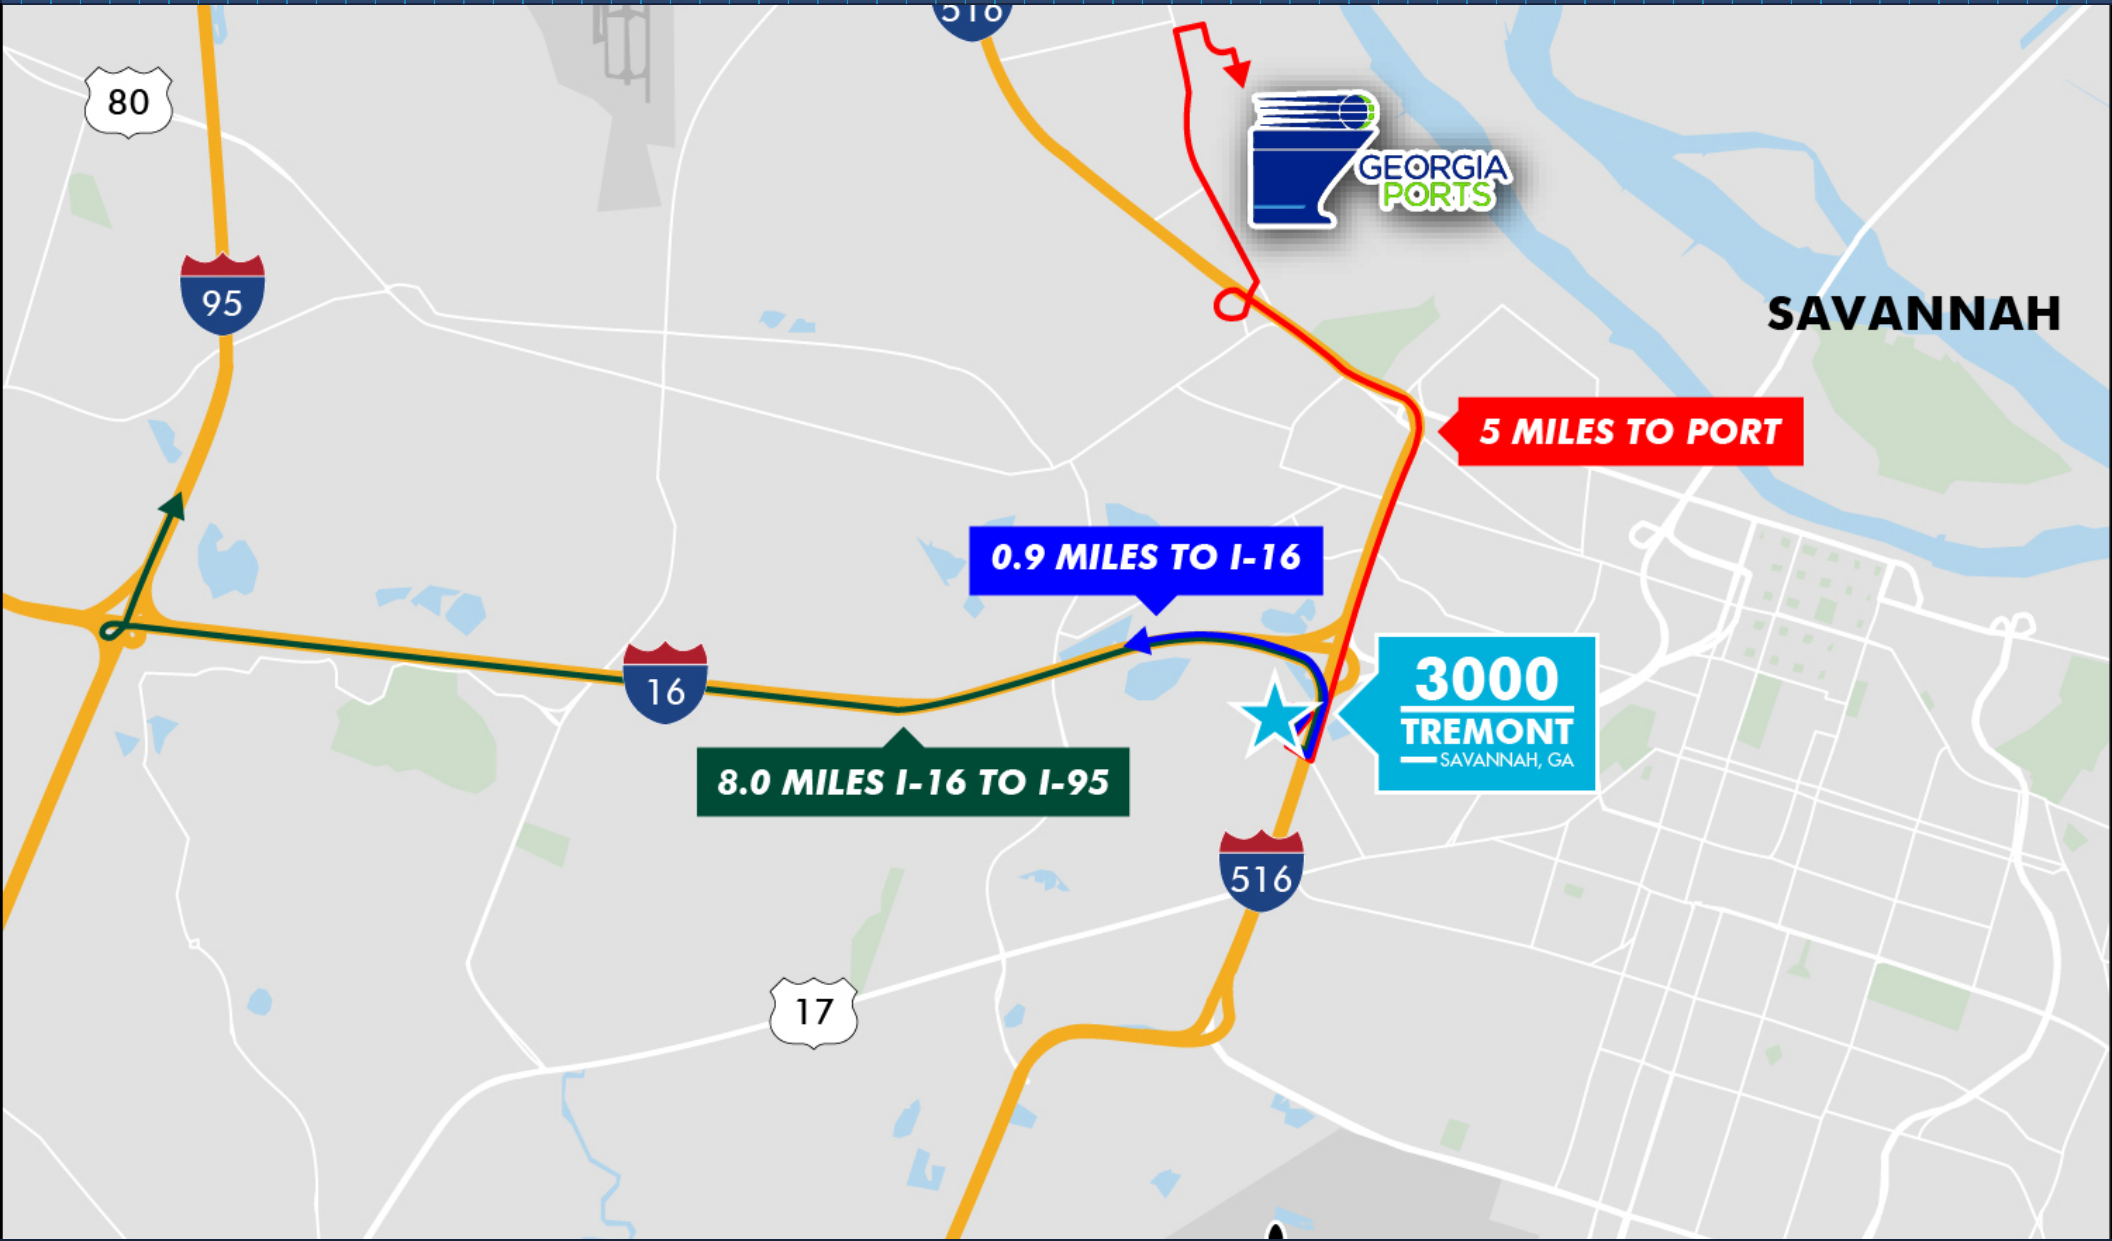 516
80
GEORGIA
PORTS
95
SAVANNAH
5 MILES TO PORT
0.9 MILES TO I-16
16
3000
TREMONT
SAVANNAH, GA
8.0 MILES I-16 TO I-95
516
17